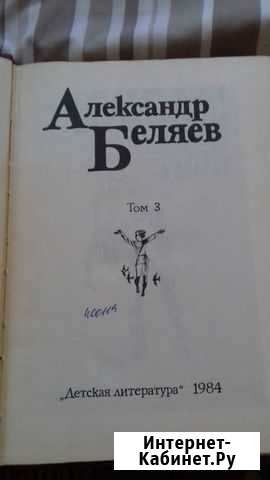 Александр
Беляев
Том 3
„Детская литература" 1984
Интернет-
Кабинет.Ру